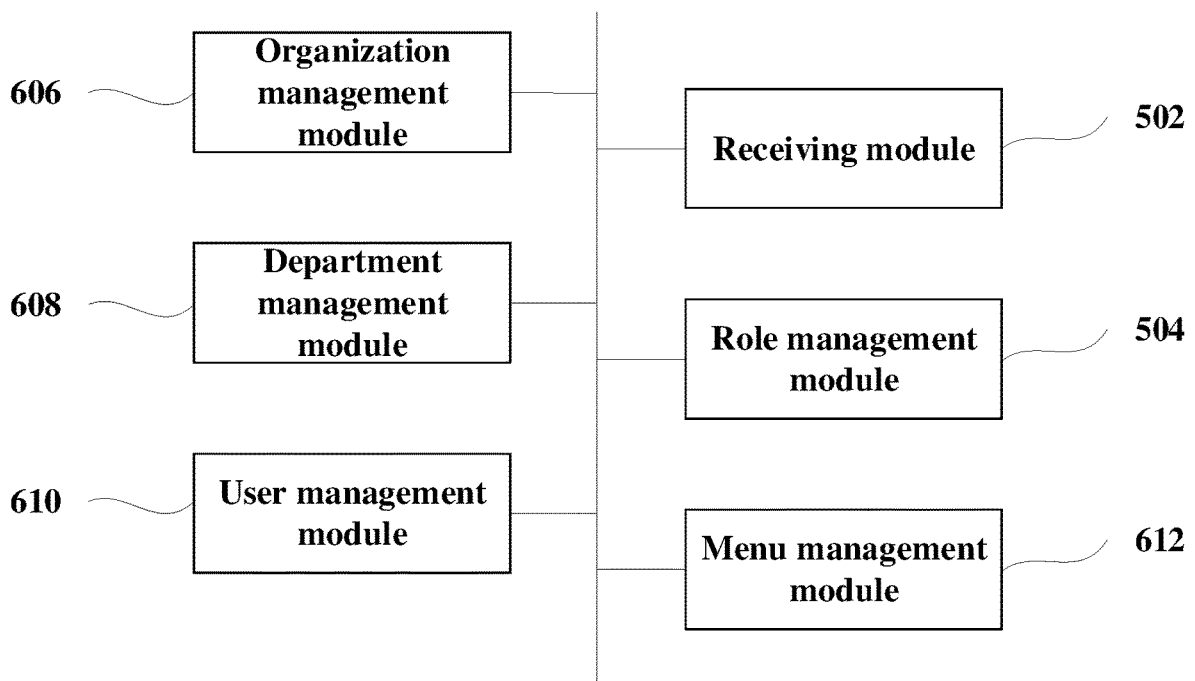 606
Organization
management
module
Receiving module
502
608
Department
management
module
Role management
module
504
610
User management
module
Menu management
module
612